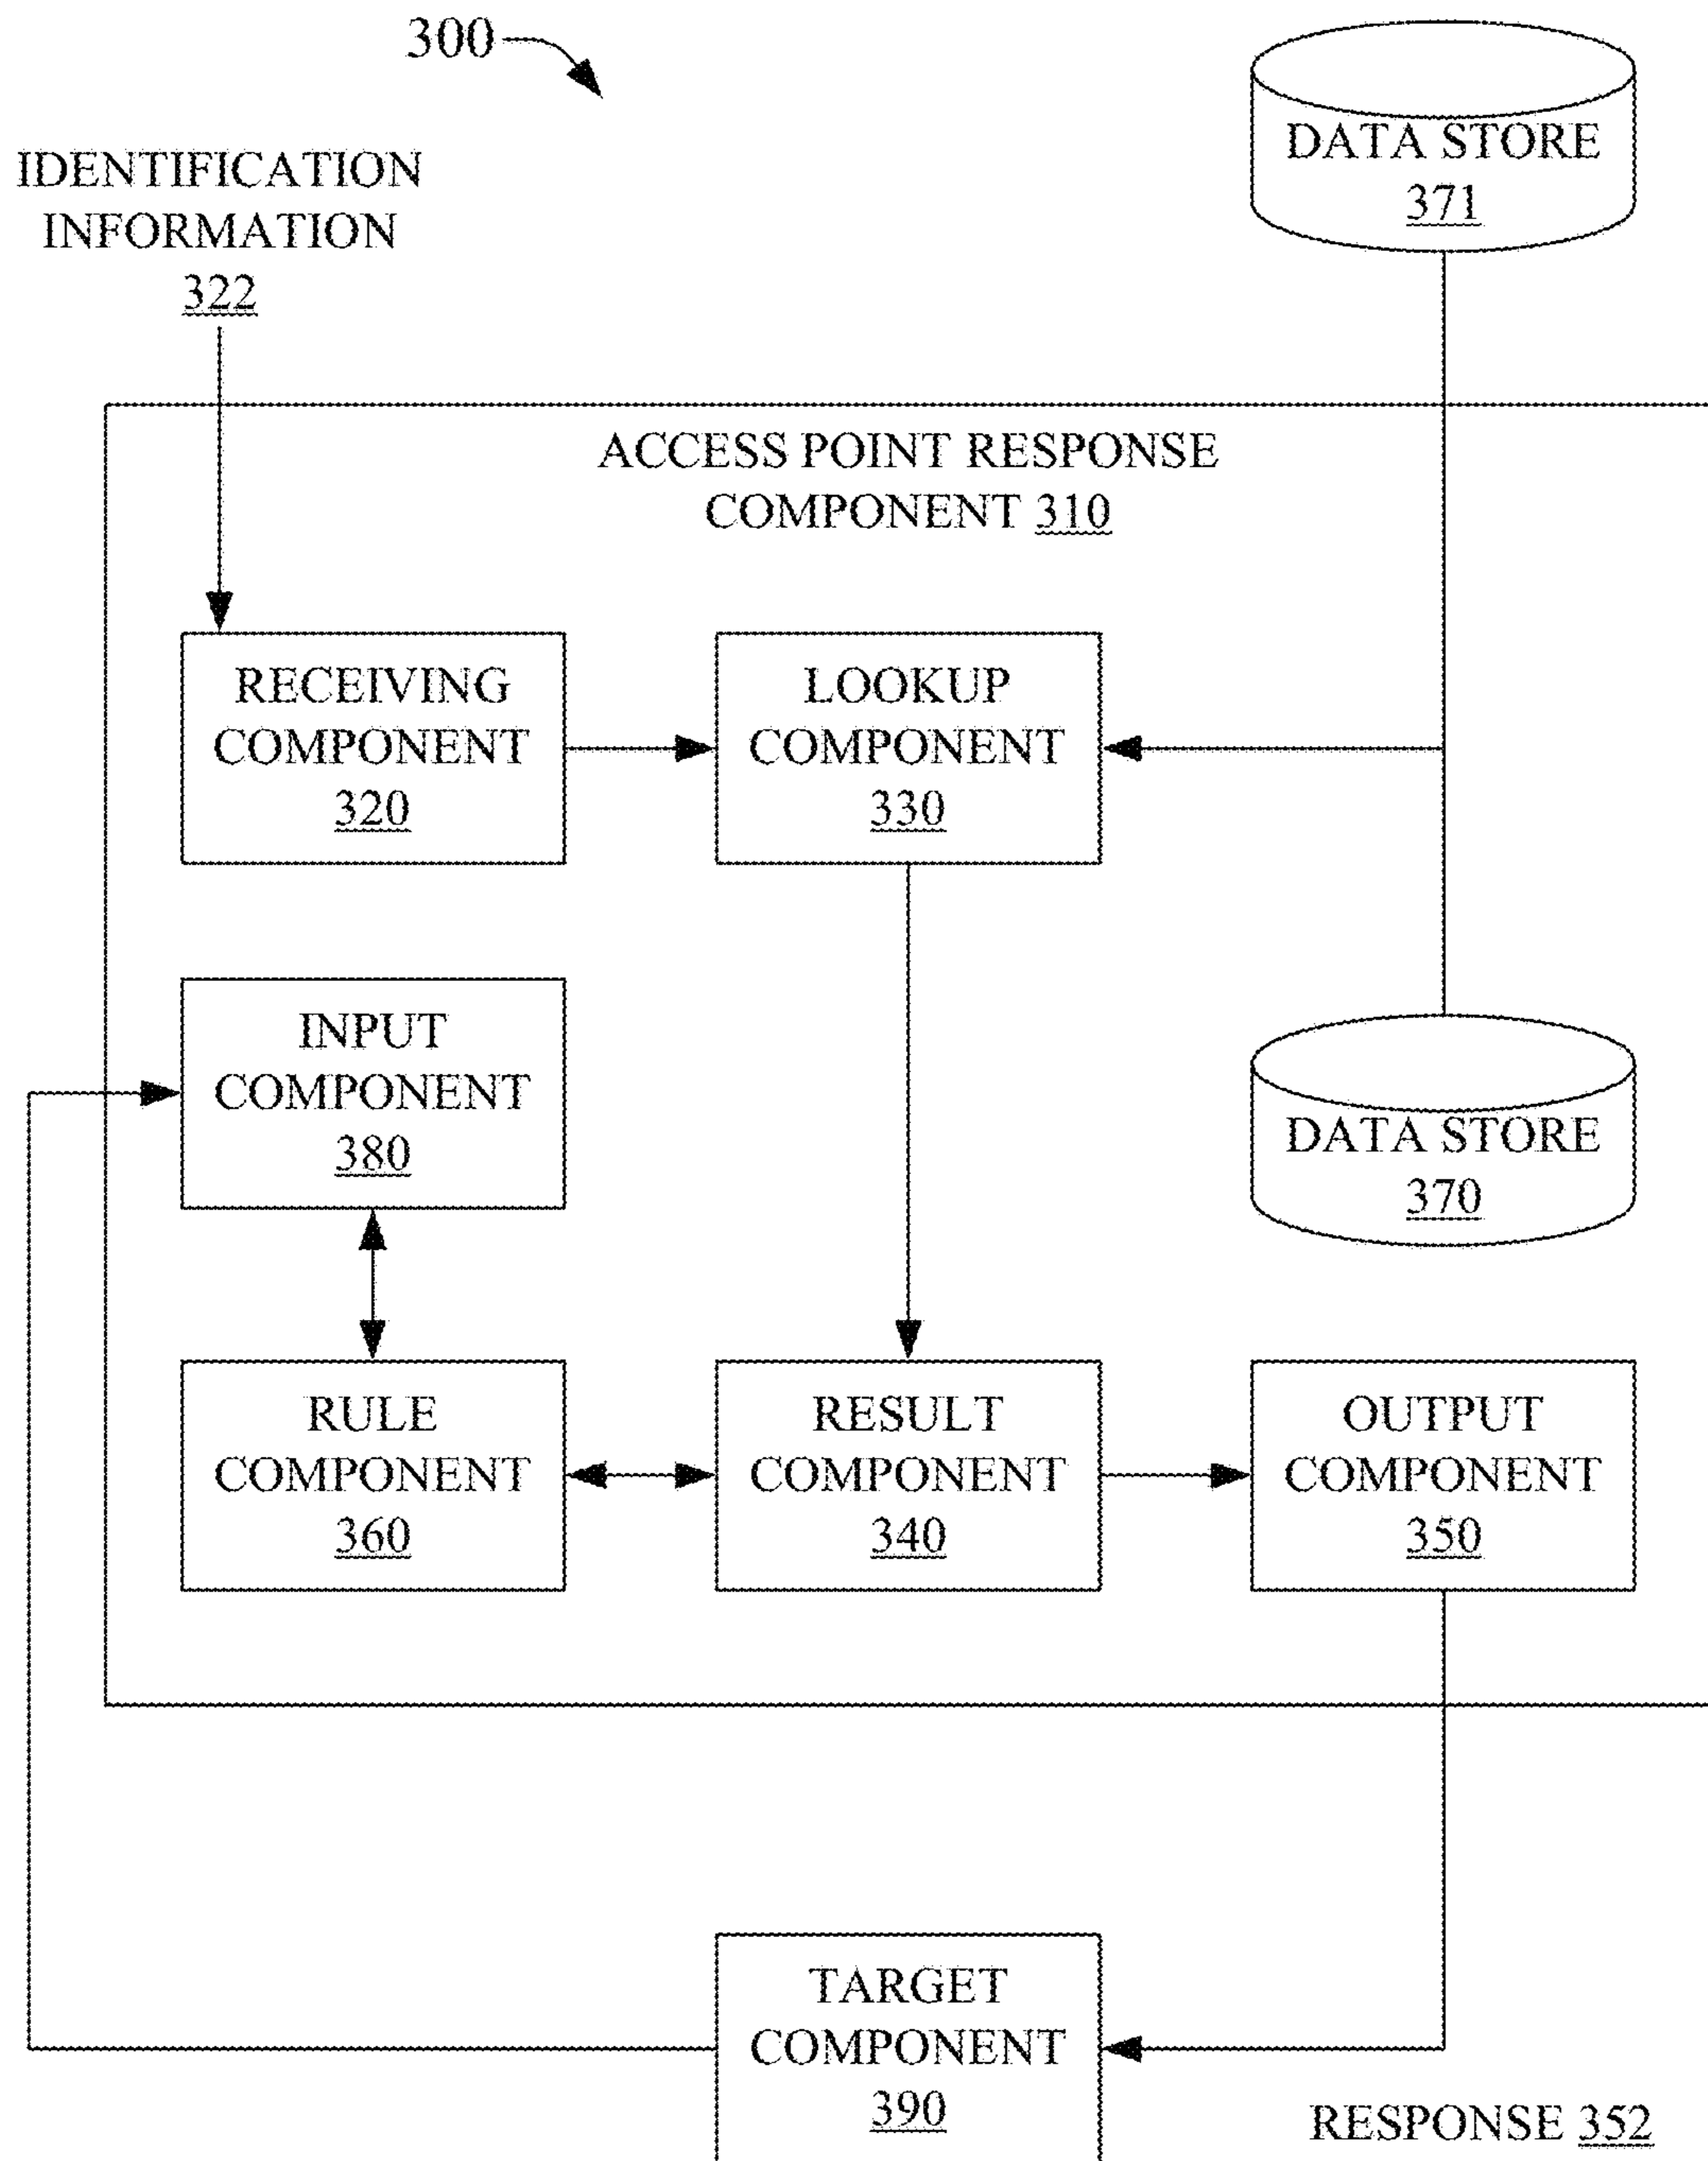 300
DATA STORE
371
IDENTIFICATION
INFORMATION
322
ACCESS POINT RESPONSE
COMPONENT 310
RECEIVING
COMPONENT
320
LOOKUP
COMPONENT
330
INPUT
COMPONENT
380
DATA STORE
370
RULE
COMPONENT
360
RESULT
COMPONENT
340
OUTPUT
COMPONENT
350
TARGET
COMPONENT
390
RESPONSE 352